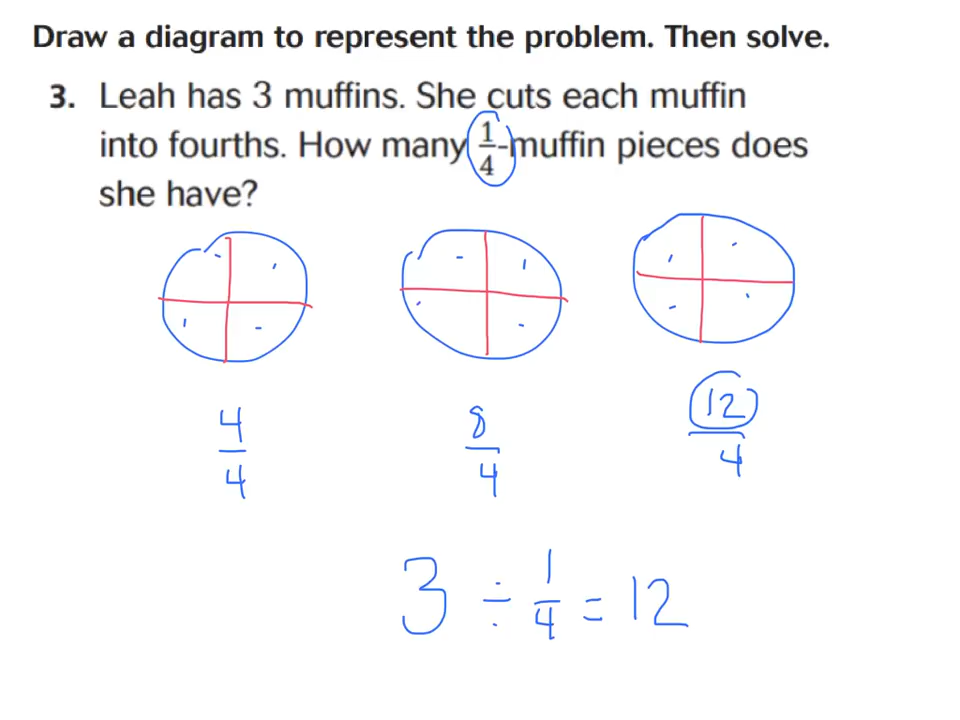 Draw a diagram to represent the problem. Then solve.
3. Leah has 3 muffins. She cuts each muffin
into fourths. How many 1/4-muffin pieces does
she have?
4/4 8/4 12/4
3 ÷ 1/4 = 12